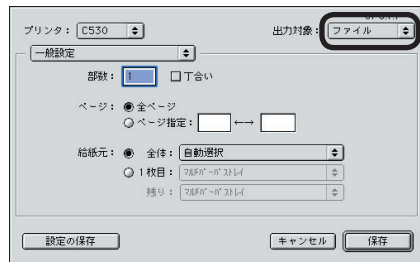 プリンタ： C530 出力対象： ファイル
一般設定
部数： 1 丁合い
ページ： 全ページ
ページ指定： ←→
給紙元： 全体： 自動選択
1枚目： マルチパーパストレイ
残り： マルチパーパストレイ
設定の保存 キャンセル 保存